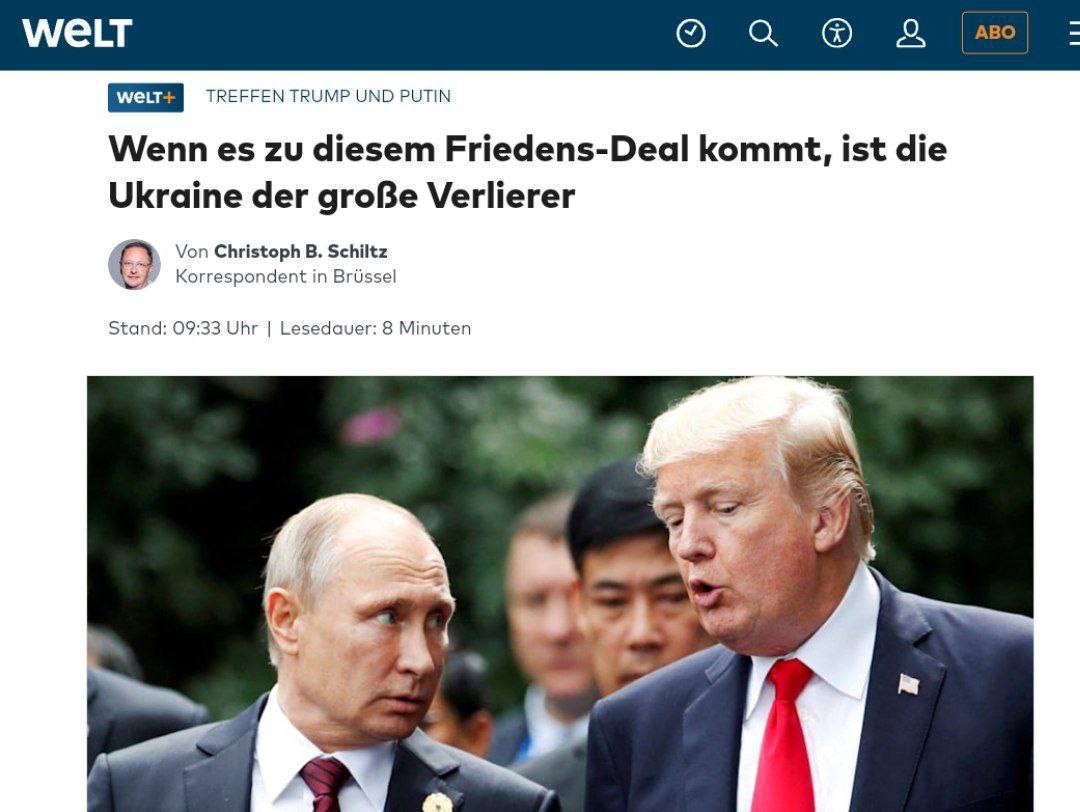 WELT
ABO
WELT+ TREFFEN TRUMP UND PUTIN
Wenn es zu diesem Friedens-Deal kommt, ist die
Ukraine der große Verlierer
Von Christoph B. Schiltz
Korrespondent in Brüssel
Stand: 09:33 Uhr | Lesedauer: 8 Minuten